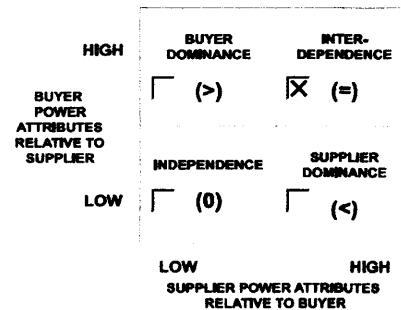 HIGH
BUYER
POWER
ATTRIBUTES
RELATIVE TO
SUPPLIER
LOW
BUYER
DOMINANCE
(>)
INTER-
DEPENDENCE
(=)
INDEPENDENCE
(0)
SUPPLIER
DOMINANCE
(<)
LOW
HIGH
SUPPLIER POWER ATTRIBUTES
RELATIVE TO BUYER